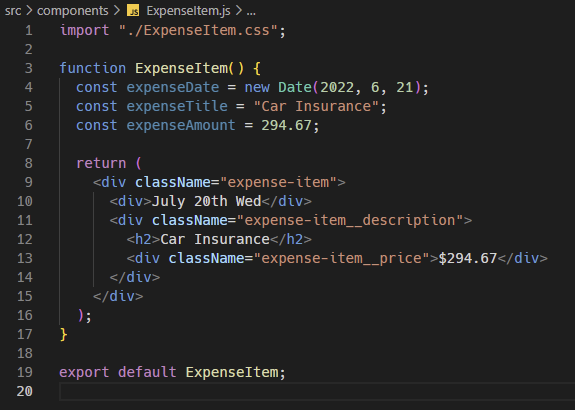 src > components > JS ExpenseItem.js > ...
1 import "./ExpenseItem.css";
2
3 function ExpenseItem() {
4   const expenseDate = new Date(2022, 6, 21);
5   const expenseTitle = "Car Insurance";
6   const expenseAmount = 294.67;
7
8   return (
9     <div className="expense-item">
10       <div>July 20th Wed</div>
11       <div className="expense-item__description">
12         <h2>Car Insurance</h2>
13         <div className="expense-item__price">$294.67</div>
14       </div>
15     </div>
16   );
17 }
18
19 export default ExpenseItem;
20